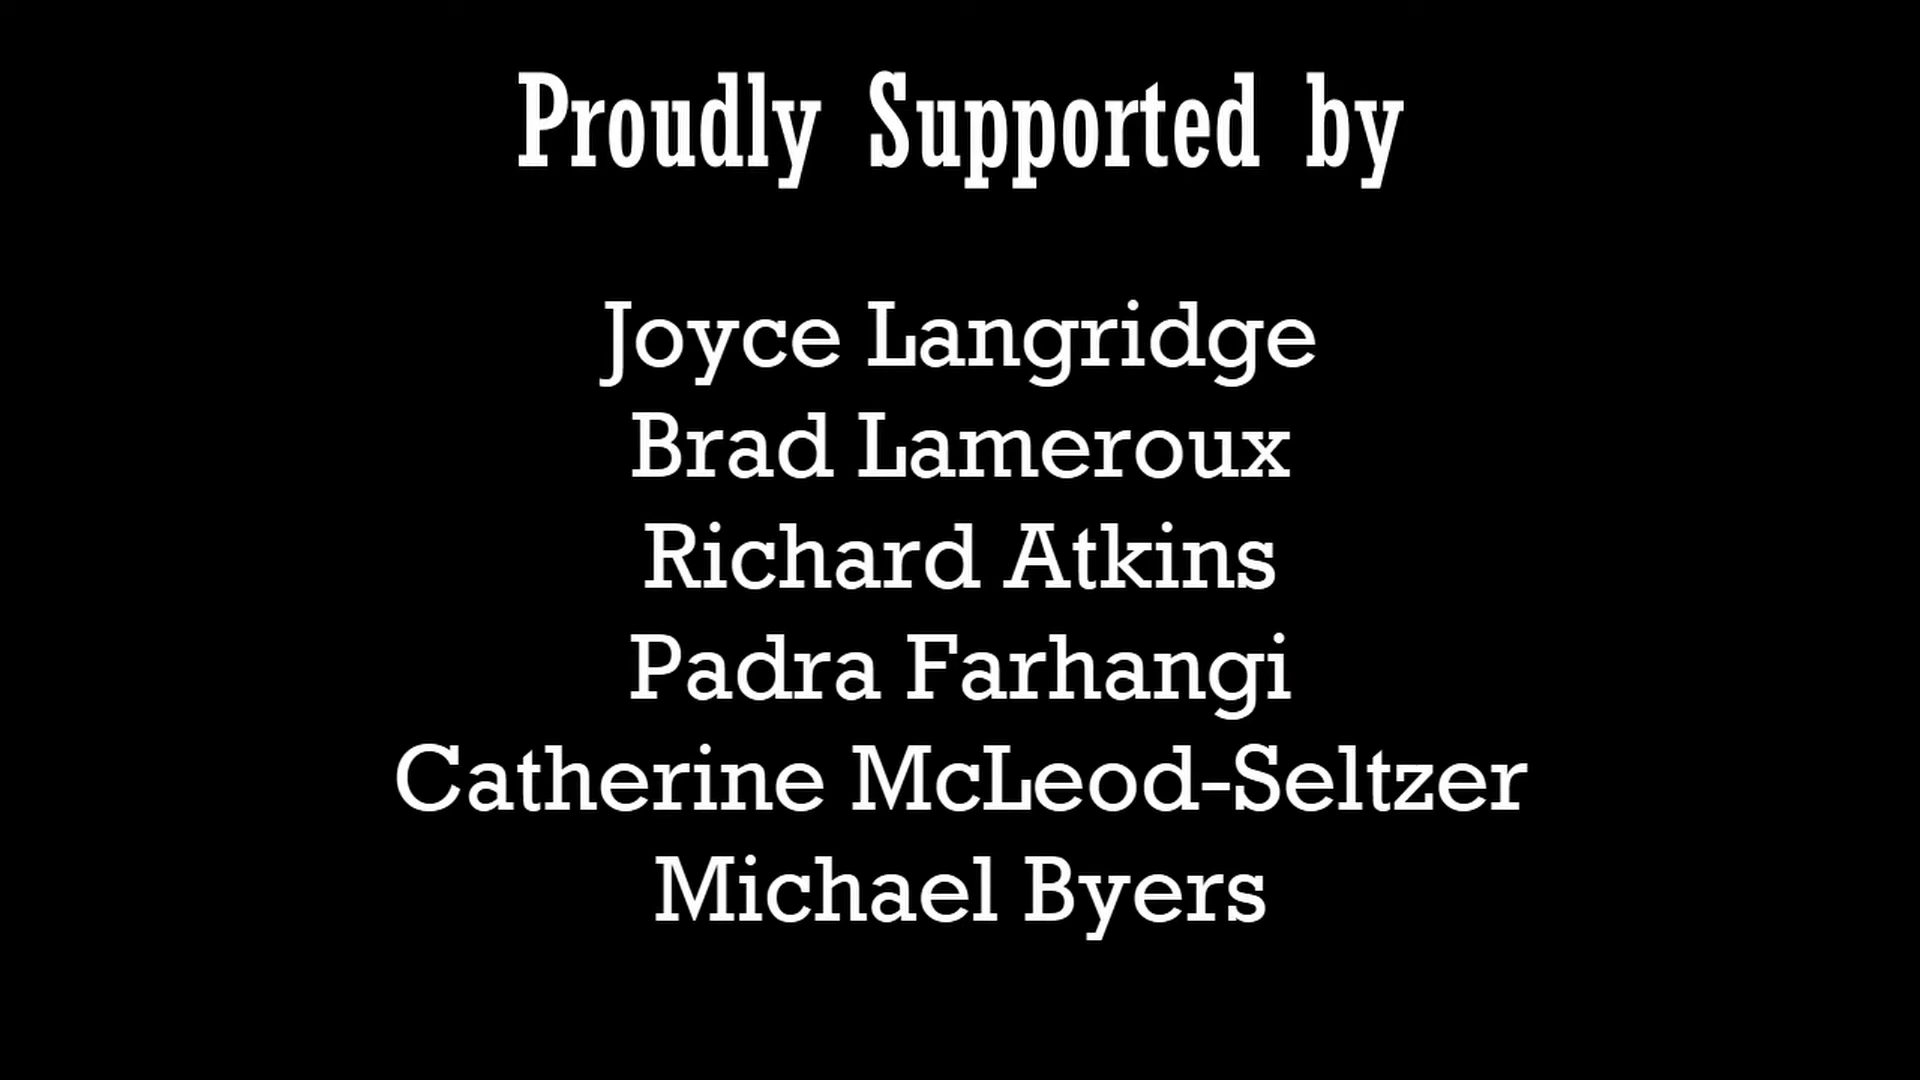 Proudly Supported by
Joyce Langridge
Brad Lameroux
Richard Atkins
Padra Farhangi
Catherine McLeod-Seltzer
Michael Byers